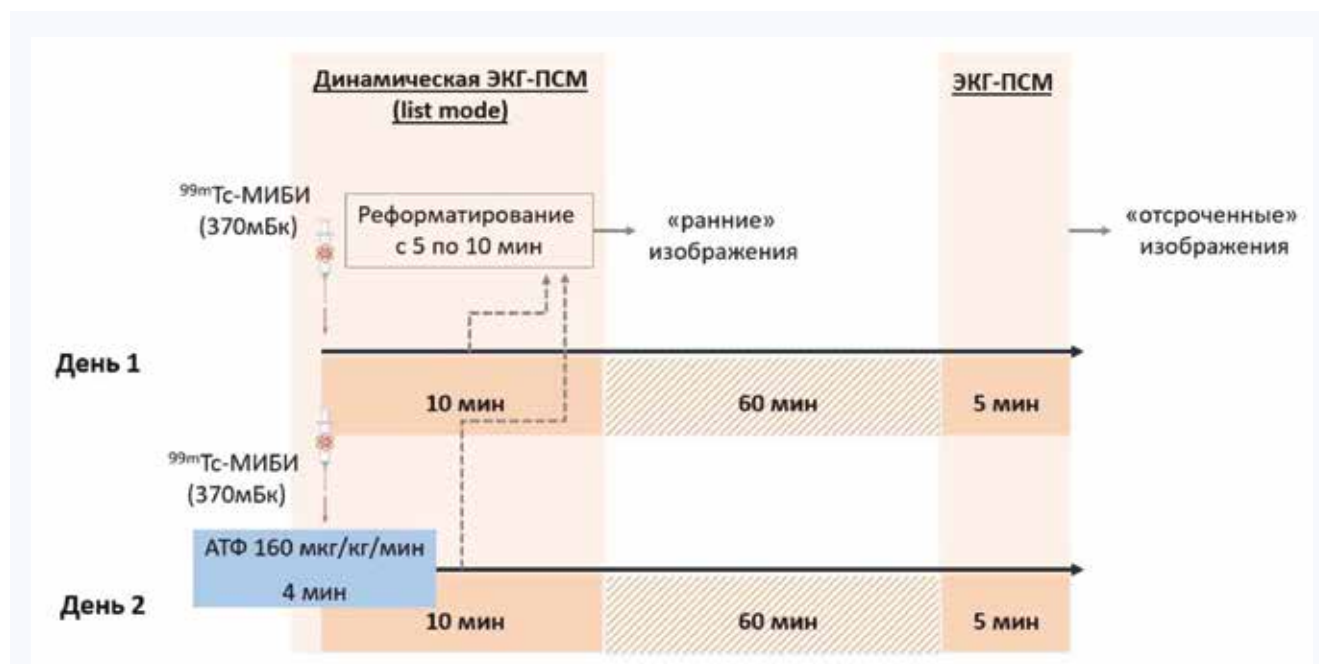 Динамическая ЭКГ-ПСМ
(list mode)
ЭКГ-ПСМ
99mТс-МИБИ
(370мБк)
Реформатирование
с 5 по 10 мин
«ранние»
изображения
«отсроченные»
изображения
День 1
10 мин
60 мин
5 мин
99mТс-МИБИ
(370мБк)
АТФ 160 мкг/кг/мин
4 мин
День 2
10 мин
60 мин
5 мин